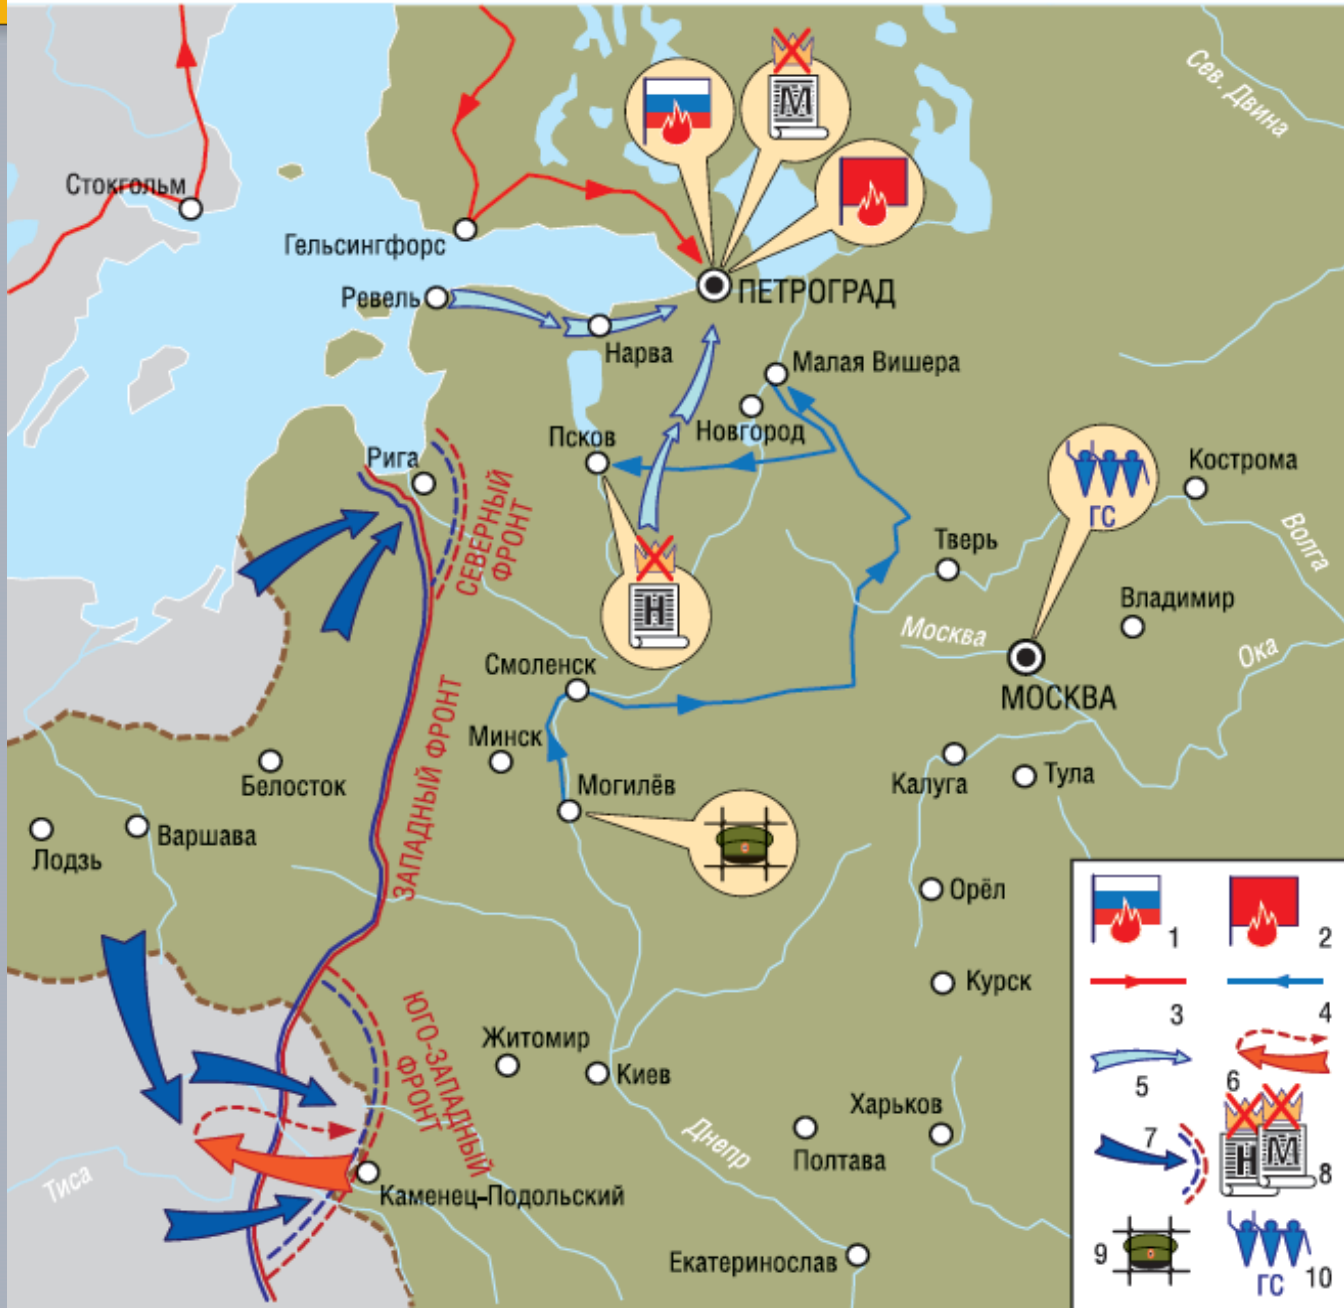 Сев. Двина
М
Стокгольм
Гельсингфорс
Ревель
ПЕТРОГРАД
Нарва
Малая Вишера
Новгород
Псков
Рига
СЕВЕРНЫЙ
ФРОНТ
Кострома
ГС
Волга
Тверь
Н
Владимир
Москва
Ока
МОСКВА
Смоленск
ЗАПАДНЫЙ ФРОНТ
Минск
Белосток
Могилёв
Калуга
Тула
Варшава
Лодзь
Орёл
Курск
ЮГО-ЗАПАДНЫЙ
ФРОНТ
Житомир
Киев
Харьков
Полтава
Днепр
Тиса
Каменец-Подольский
Екатеринослав
1
2
3
4
5
6
7
Н М
8
9
ГС
10